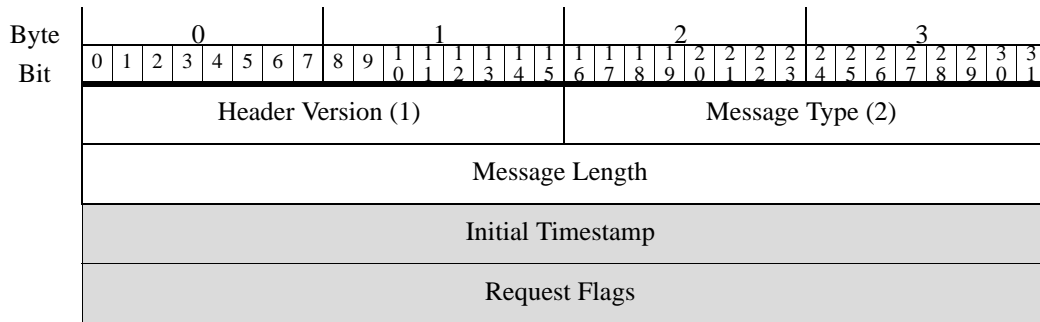 Byte 0 1 2 3
Bit 0 1 2 3 4 5 6 7 8 9 10 11 12 13 14 15 16 17 18 19 20 21 22 23 24 25 26 27 28 29 30 31
Header Version (1) Message Type (2)
Message Length
Initial Timestamp
Request Flags